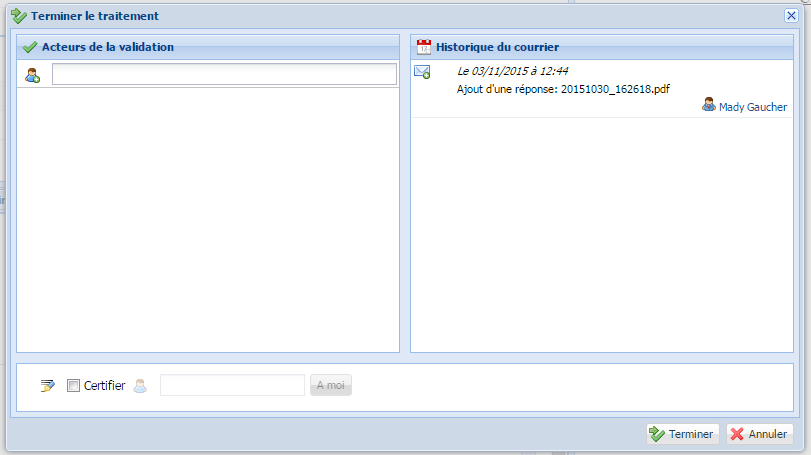 Terminer le traitement
Acteurs de la validation
Historique du courrier
Le 03/11/2015 à 12:44
Ajout d'une réponse: 20151030_162618.pdf
Mady Gaucher
Certifier
A moi
Terminer
Annuler